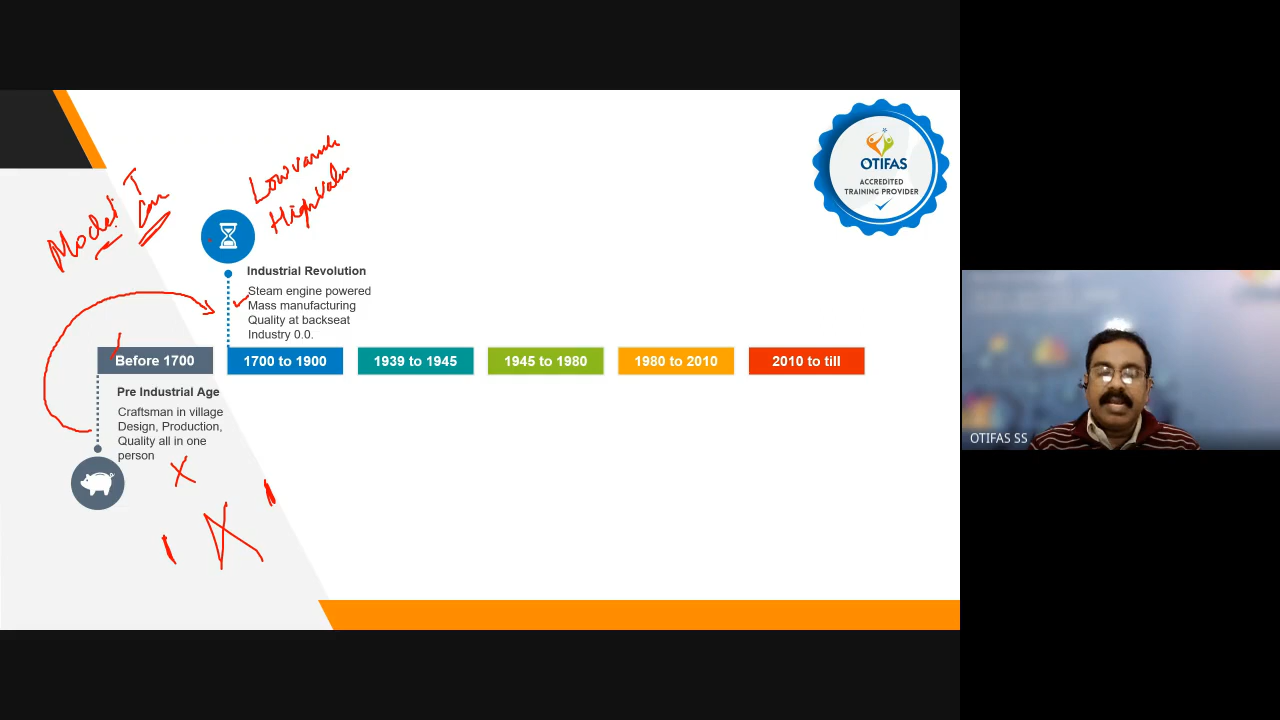 OTIFAS
ACCREDITED
TRAINING PROVIDER
Model T
Car
Low
High
Industrial Revolution
Steam engine powered
Mass manufacturing
Quality at backseat
Industry 0.0.
Before 1700
1700 to 1900
1939 to 1945
1945 to 1980
1980 to 2010
2010 to till
Pre Industrial Age
Craftsman in village
Design, Production,
Quality all in one
person
OTIFAS SS